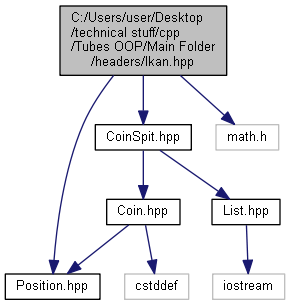 C:/Users/user/Desktop
/technical stuff/cpp
/Tubes OOP/Main Folder
/headers/Ikan.hpp
CoinSpit.hpp
math.h
Coin.hpp
List.hpp
Position.hpp
cstddef
iostream